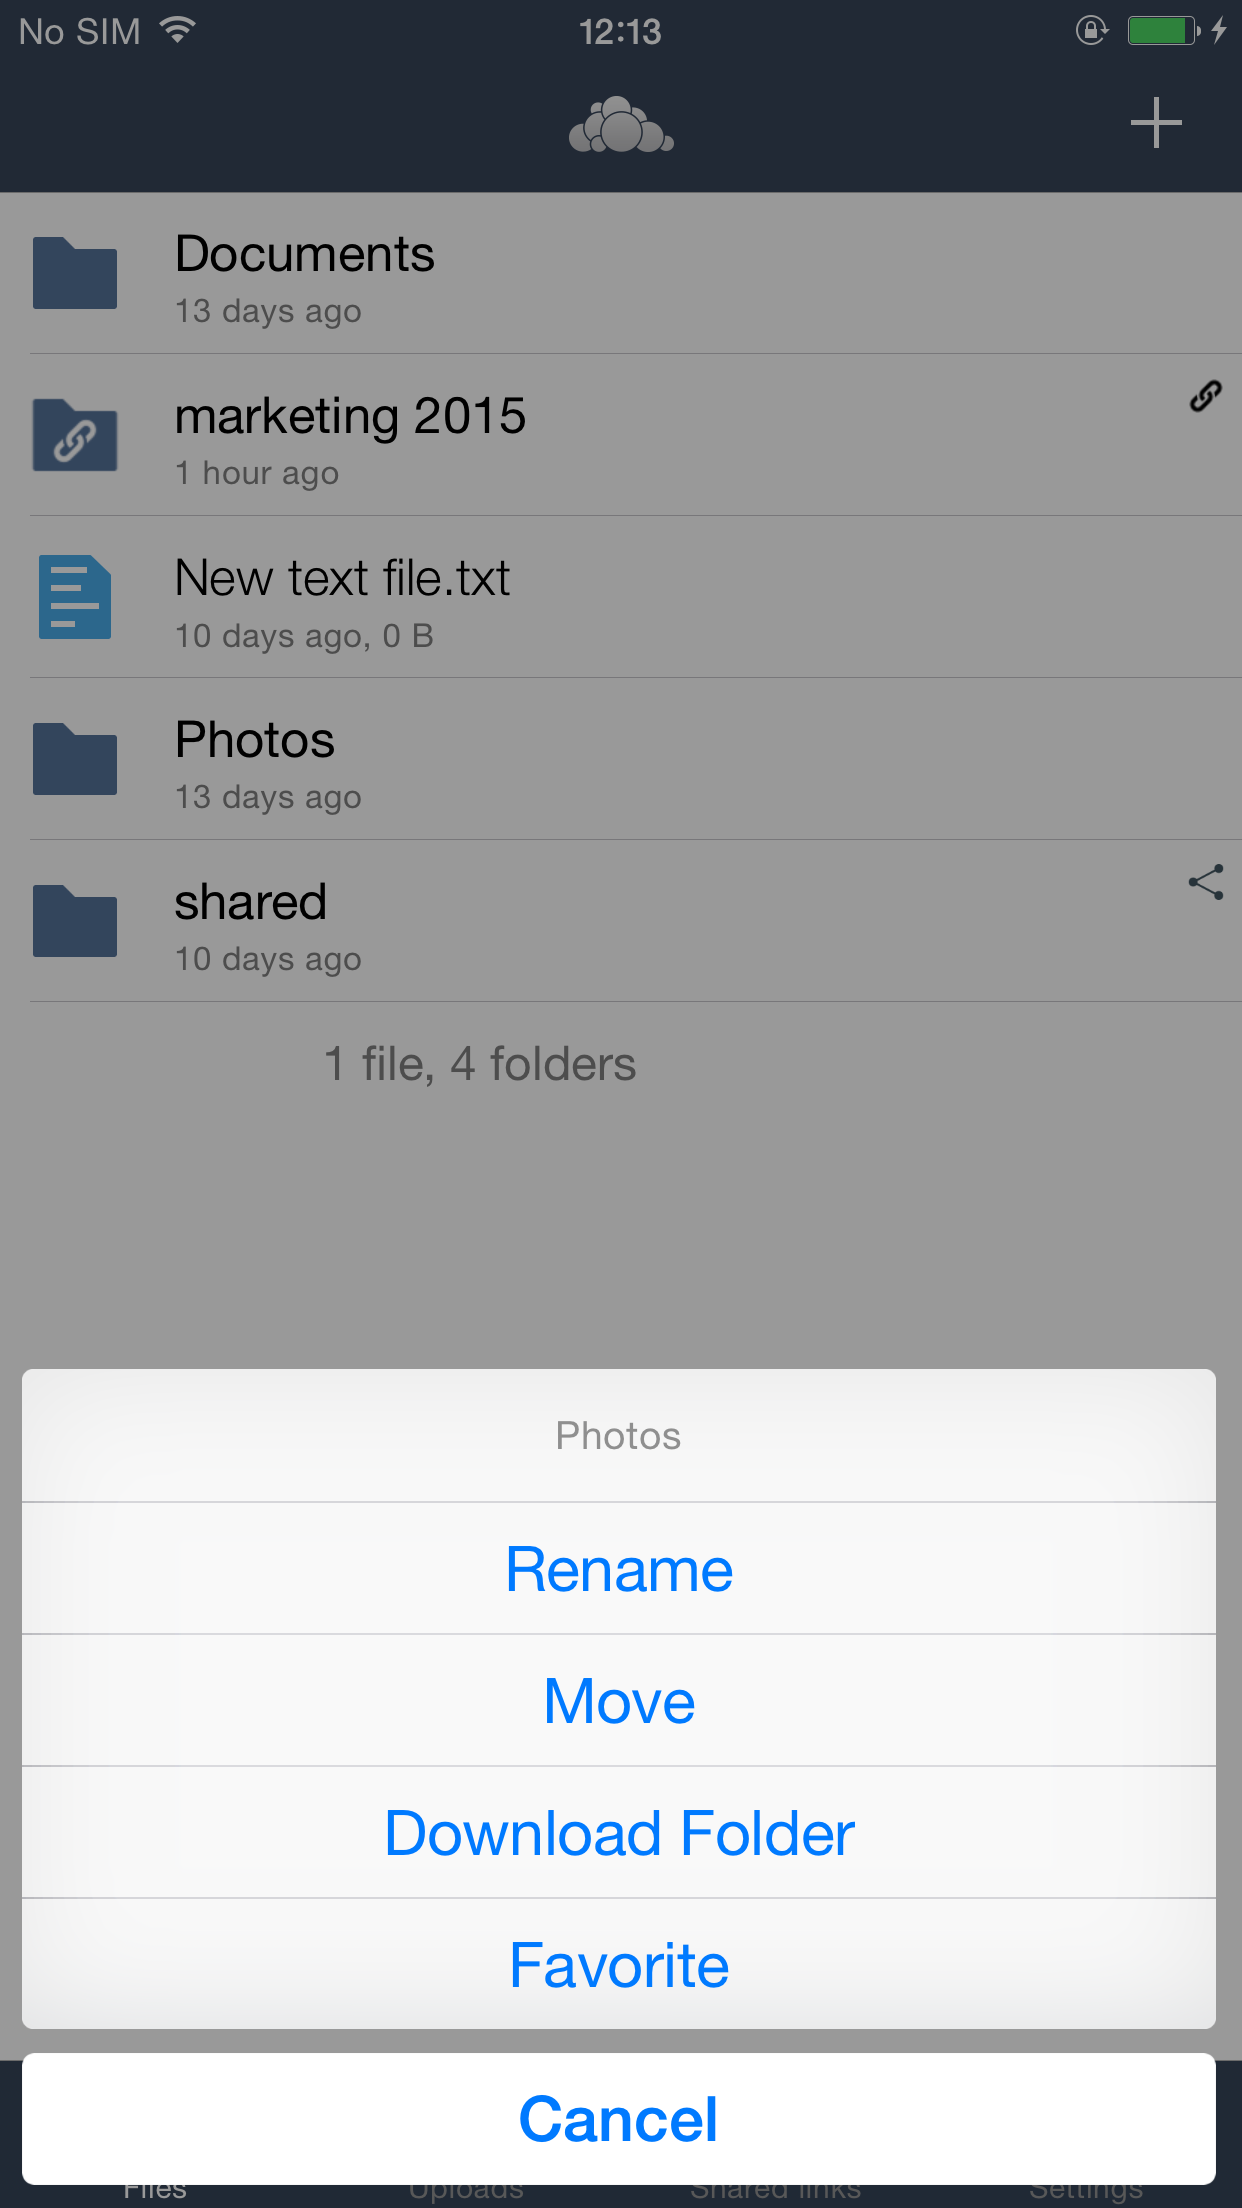 No SIM 12:13
Documents
13 days ago
marketing 2015
1 hour ago
New text file.txt
10 days ago, 0 B
Photos
13 days ago
shared
10 days ago
1 file, 4 folders
Photos
Rename
Move
Download Folder
Favorite
Cancel
Files Uploads Shared links Settings